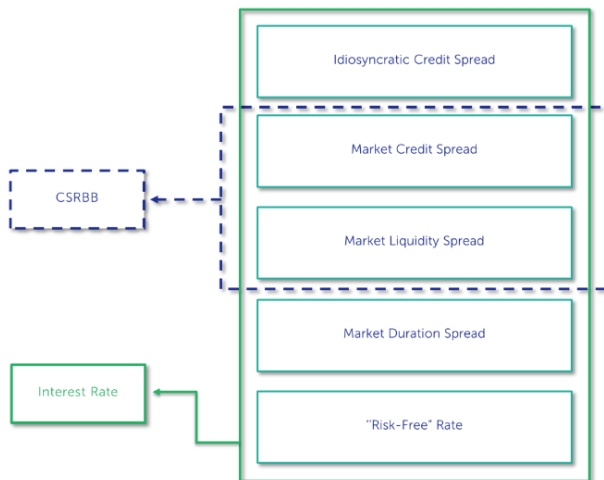 Idiosyncratic Credit Spread
Market Credit Spread
CSRBB
Market Liquidity Spread
Market Duration Spread
Interest Rate
"Risk-Free" Rate